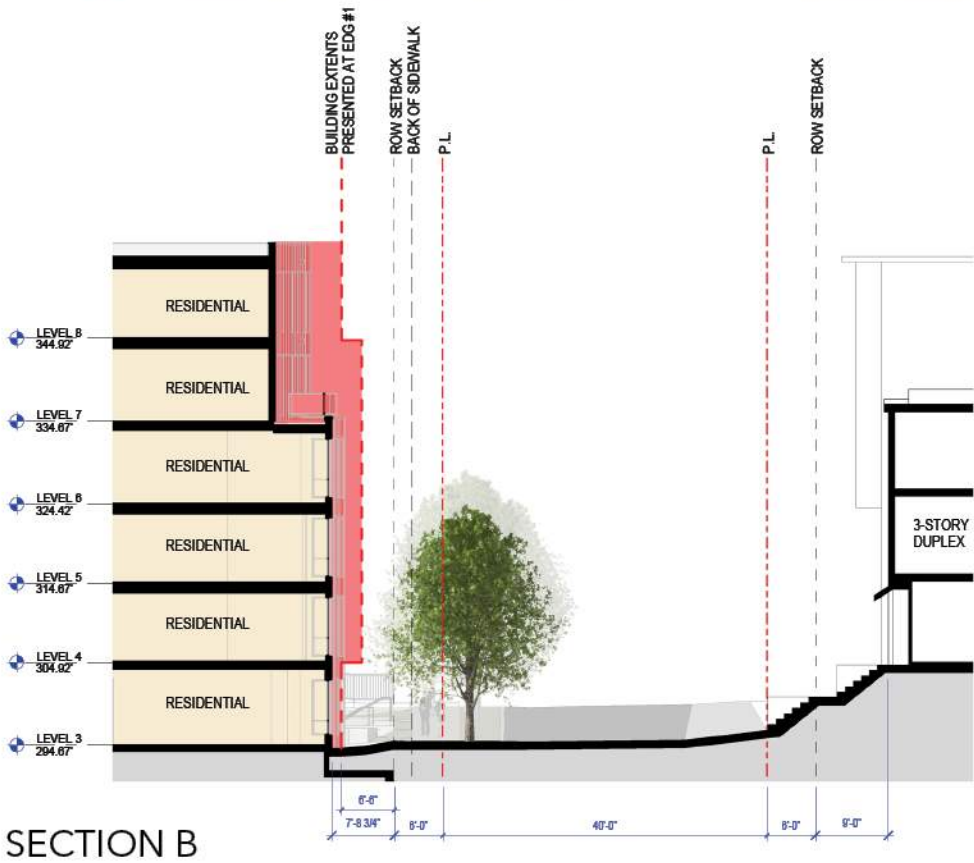 BUILDING EXTENTS
PRESENTED AT EDG #1
ROW SETBACK
BACK OF SIDEWALK
P.L.
P.L.
ROW SETBACK
RESIDENTIAL
LEVEL 8
344.92'
RESIDENTIAL
LEVEL 7
334.67'
RESIDENTIAL
LEVEL 6
324.42'
3-STORY
DUPLEX
RESIDENTIAL
LEVEL 5
314.67'
RESIDENTIAL
LEVEL 4
304.92'
RESIDENTIAL
LEVEL 3
294.67'
6'-6"
7'-8 3/4"
6'-0"
40'-0"
6'-0"
9'-0"
SECTION B